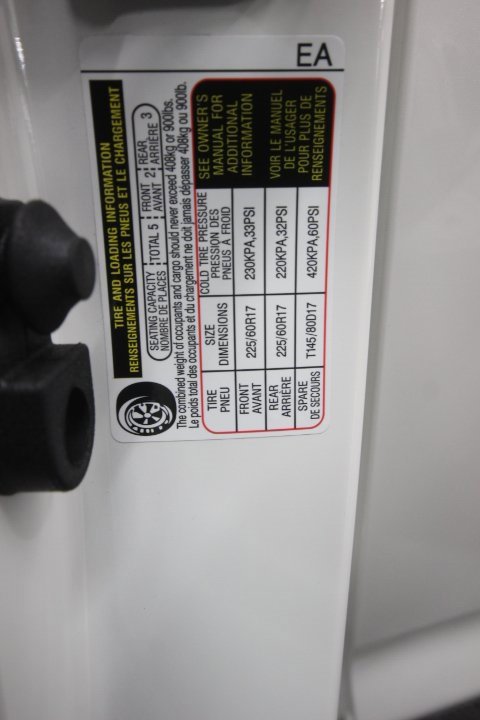 EA
TIRE AND LOADING INFORMATION
RENSEIGNEMENTS SUR LES PNEUS ET LE CHARGEMENT
SEATING CAPACITY TOTAL 5 FRONT 2 REAR 3
NOMBRE DE PLACES AVANT ARRIÈRE
The combined weight of occupants and cargo should never exceed 408kg or 900lbs.
Le poids total des occupants et du chargement ne doit jamais dépasser 408kg ou 900lb.
TIRE SIZE COLD TIRE PRESSURE
PNEU DIMENSIONS PRESSION DES
PNEUS À FROID
SEE OWNER'S
MANUAL FOR
ADDITIONAL
INFORMATION
FRONT 225/60R17 230KPA,33PSI
AVANT
REAR 225/60R17 220KPA,32PSI
ARRIÈRE
VOIR LE MANUEL
DE L'USAGER
POUR PLUS DE
RENSEIGNEMENTS
SPARE T145/80D17 420KPA,60PSI
DE SECOURS